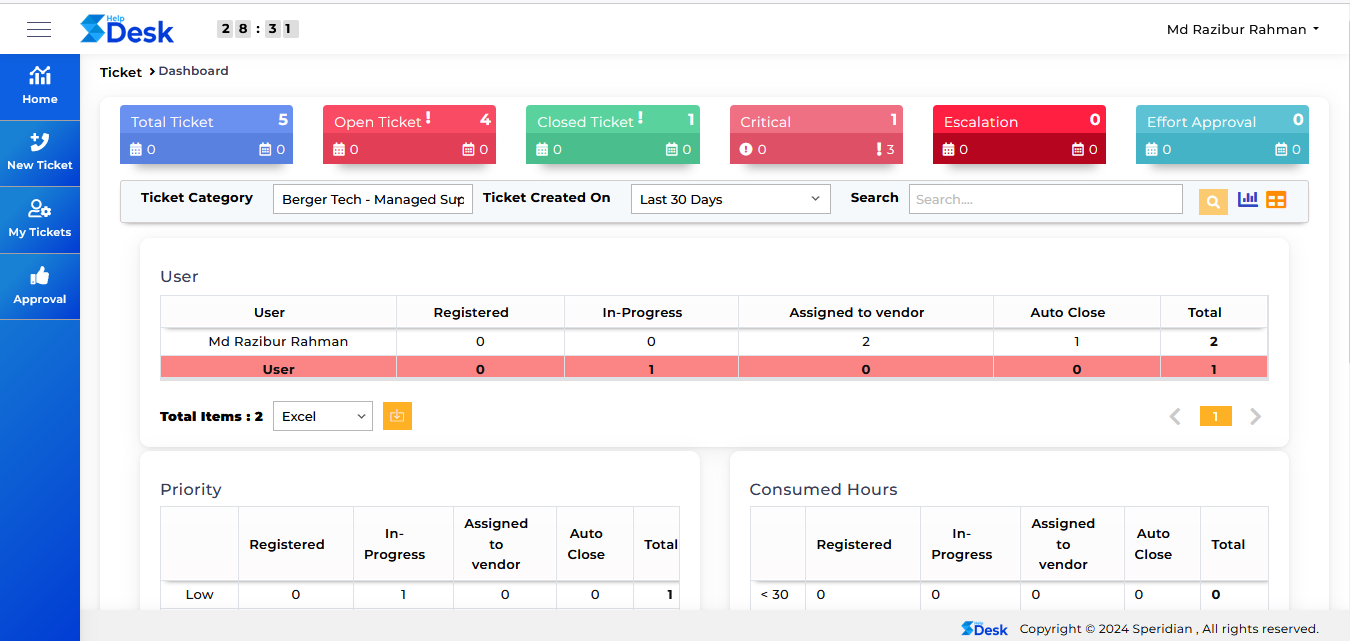 Help
Desk
28:31
Md Razibur Rahman
Home
New Ticket
My Tickets
Approval
Ticket Dashboard
Total Ticket 5
0 0
Open Ticket ! 4
0 0
Closed Ticket ! 1
0 0
Critical 1
0 3
Escalation 0
0 0
Effort Approval 0
0 0
Ticket Category Berger Tech - Managed Sup Ticket Created On Last 30 Days Search Search....
User
User Registered In-Progress Assigned to vendor Auto Close Total
Md Razibur Rahman 0 0 2 1 2
User 0 1 0 0 1
Total Items : 2 Excel 1
Priority
Registered In-Progress Assigned to vendor Auto Close Total
Low 0 1 0 0 1
Consumed Hours
Registered In-Progress Assigned to vendor Auto Close Total
< 30 0 0 0 0 0
Desk Copyright © 2024 Speridian , All rights reserved.